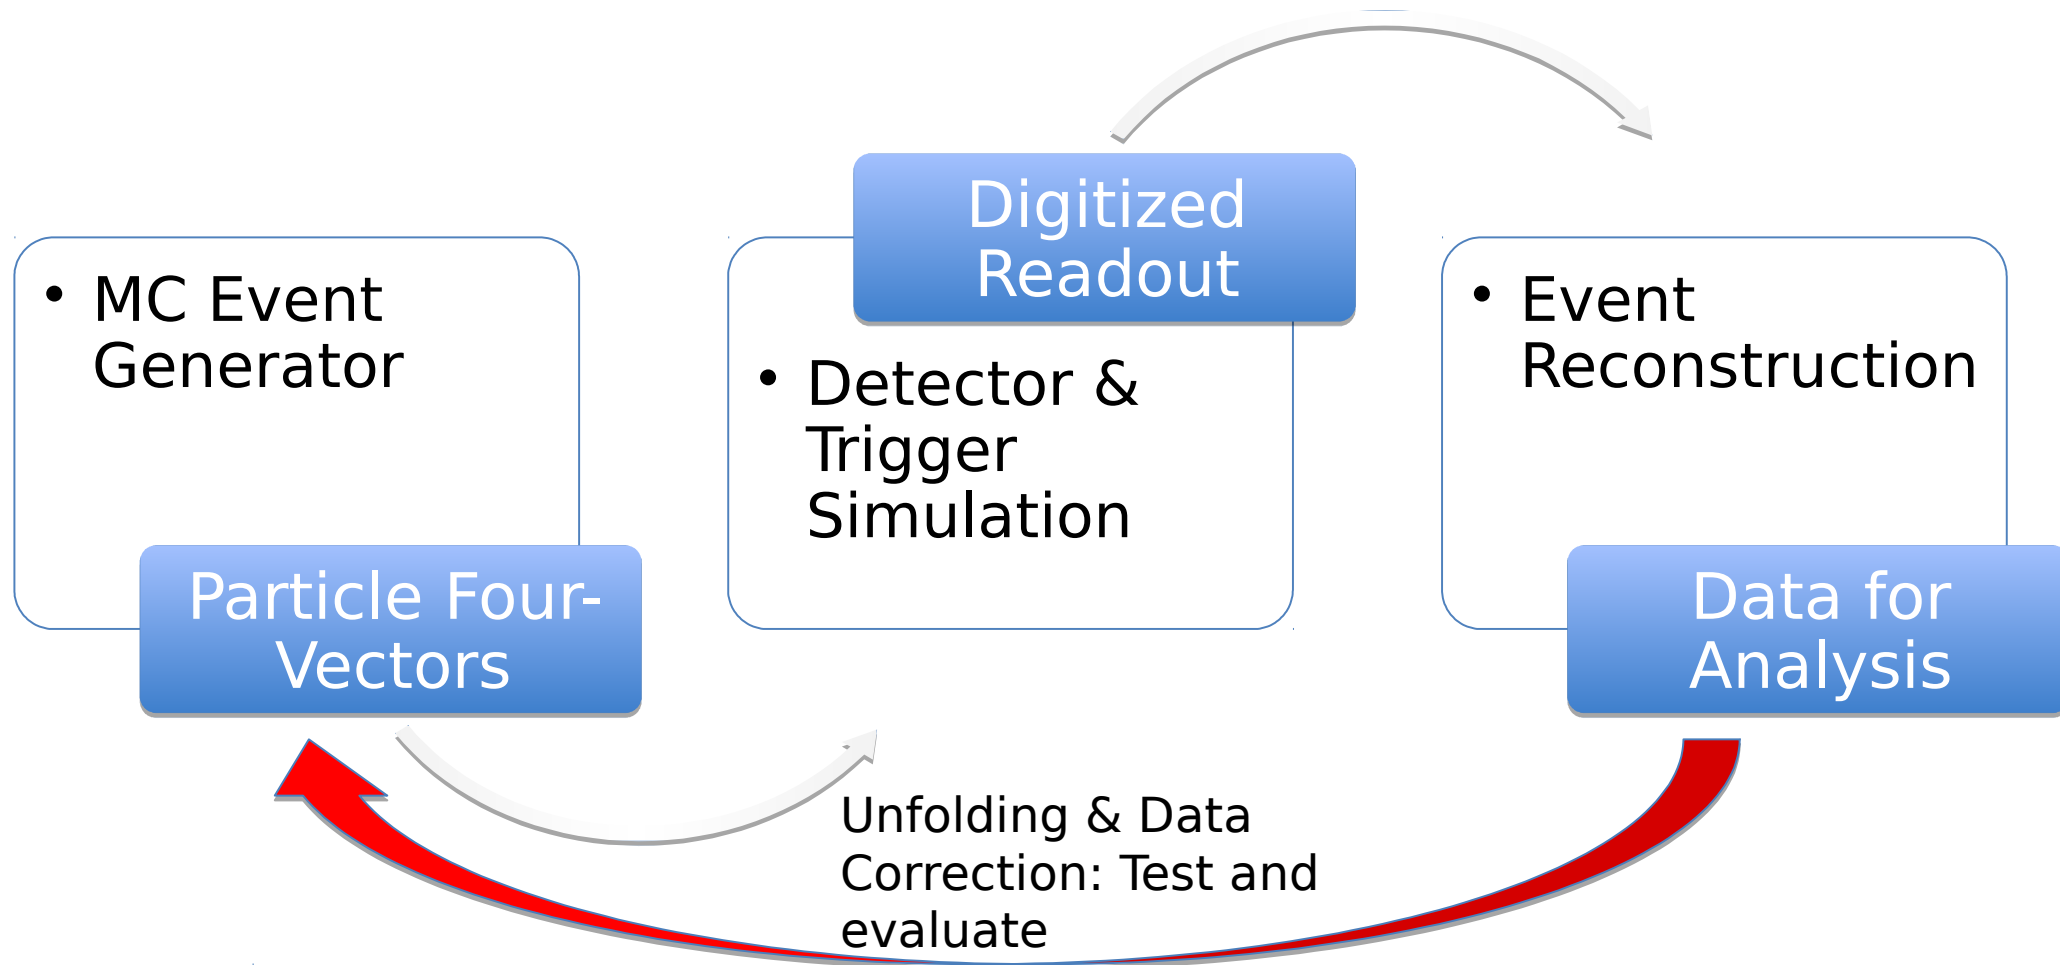 • MC Event
Generator
Particle Four-
Vectors
Digitized
Readout
• Detector &
Trigger
Simulation
• Event
Reconstruction
Data for
Analysis
Unfolding & Data
Correction: Test and
evaluate